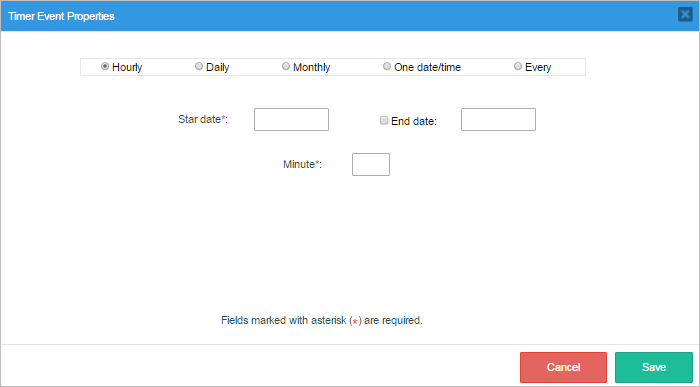 Timer Event Properties
Hourly Daily Monthly One date/time Every
Star date*: End date:
Minute*:
Fields marked with asterisk (*) are required.
Cancel Save